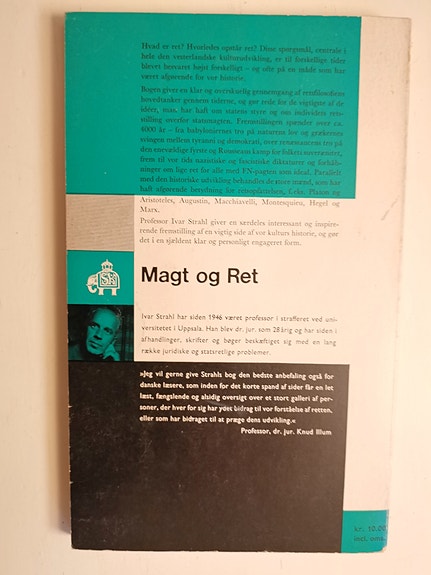 Hvad er ret? Hvorledes opstår ret? Disse spørgsmål, centrale i
hele den vesterlandske kulturudvikling, er til forskellige tider
blevet besvaret højst forskelligt – og ofte på en måde som har
været afgørende for vor historie.
Bogen giver en klar og overskuelig gennemgang af retsfilosofiens
hovedtanker gennem tiderne, og gør rede for de vigtigste af de
idéer, man har haft om statens styre og om individets ret-
stilling overfor statsmagten. Fremstillingen spænder over ca.
4000 år – fra babylonernes tro på naturens lov og grækernes
svingen mellem tyranni og demokrati, over renæssancens tro på
den enevældige fyrste og Rousseaus kamp for folkets suverænitet,
frem til vor tids nazistiske og fascistiske diktaturer og forhåb-
ninger om lige ret for alle med FN-pagten som ideal. Parallelt
med den historiske udvikling behandles de store mænd, som har
haft afgørende betydning for retsopfattelsen, f.eks. Platon og
Aristoteles, Augustin, Macchiavelli, Montesquieu, Hegel og
Marx.
Professor Ivar Strahl giver en særdeles interessant og inspire-
rende fremstilling af en vigtig side af vor kulturs historie, og gør
det i en sjældent klar og personligt engageret form.
Magt og Ret
Ivar Strahl har siden 1946 været professor i strafferet ved uni-
versitetet i Uppsala. Han blev dr. jur. som 28årig og har siden i
afhandlinger, skrifter og bøger beskæftiget sig med en lang
række juridiske og statsretslige problemer.
»Jeg vil gerne give Strahls bog den bedste anbefaling også for
danske læsere, som inden for det korte spand af sider får en let
læst, fængslende og alsidig oversigt over et stort galleri af per-
soner, der hver for sig har ydet bidrag til vor forståelse af retten,
eller som har bidraget til at præge dens udvikling.«
Professor, dr. jur. Knud Illum
kr. 10.00
incl. oms.